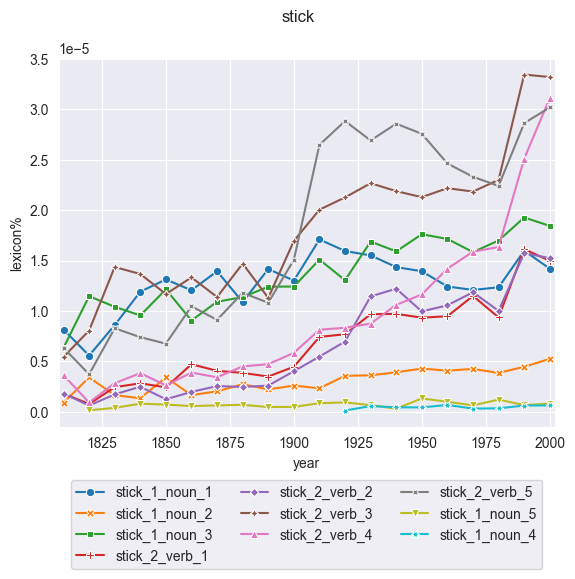 stick
1e−5
3.5
3.0
2.5
2.0
1.5
1.0
0.5
0.0
lexicon%
1825 1850 1875 1900 1925 1950 1975 2000
year
stick_1_noun_1 stick_2_verb_2 stick_2_verb_5
stick_1_noun_2 stick_2_verb_3 stick_1_noun_5
stick_1_noun_3 stick_2_verb_4 stick_1_noun_4
stick_2_verb_1